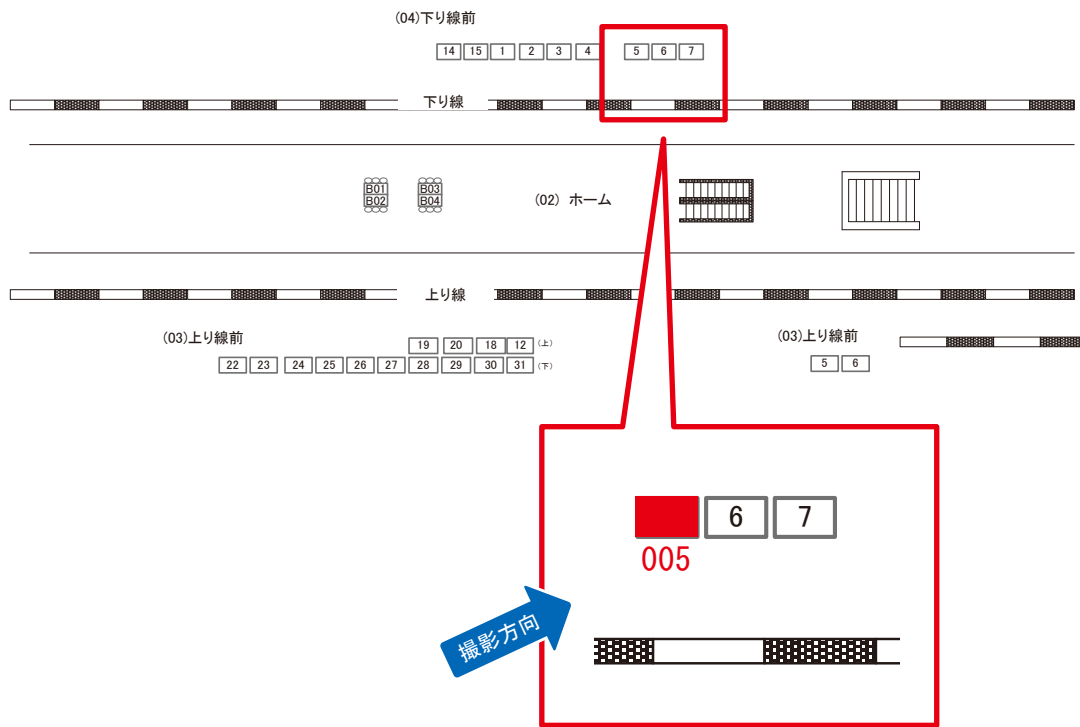 (04)下り線前
14 15 1 2 3 4 5 6 7
下り線
B01 B03
B02 B04
(02) ホーム
上り線
(03)上り線前
19 20 18 12 (上)
22 23 24 25 26 27 28 29 30 31 (下)
(03)上り線前
5 6
6 7
005
撮影方向